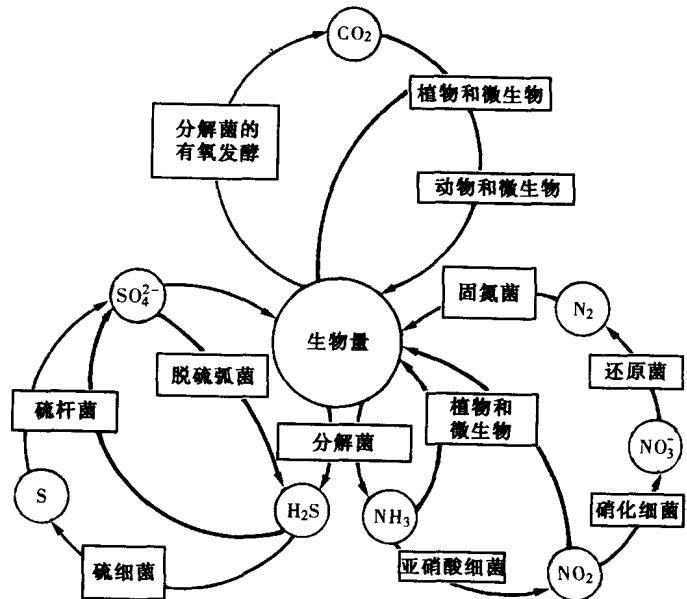 CO₂
植物和微生物
分解菌的
有氧发酵
动物和微生物
SO₄²⁻
固氮菌
N₂
生物量
脱硫弧菌
还原菌
硫杆菌
植物和
微生物
分解菌
NO₃⁻
S
H₂S
NH₃
硝化细菌
硫细菌
亚硝酸细菌
NO₂